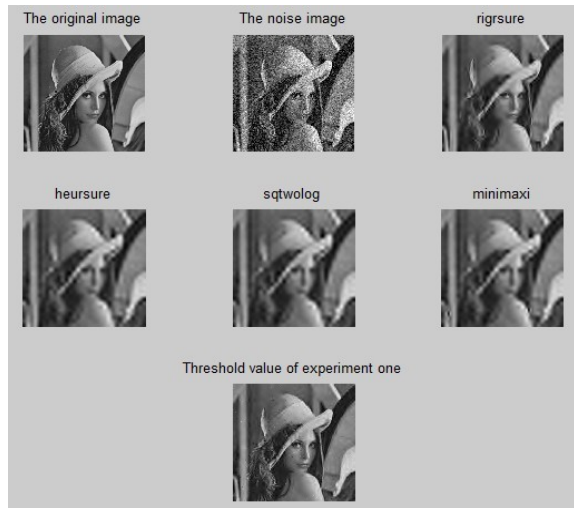 The original image
The noise image
rigrsure
heursure
sqtwolog
minimaxi
Threshold value of experiment one